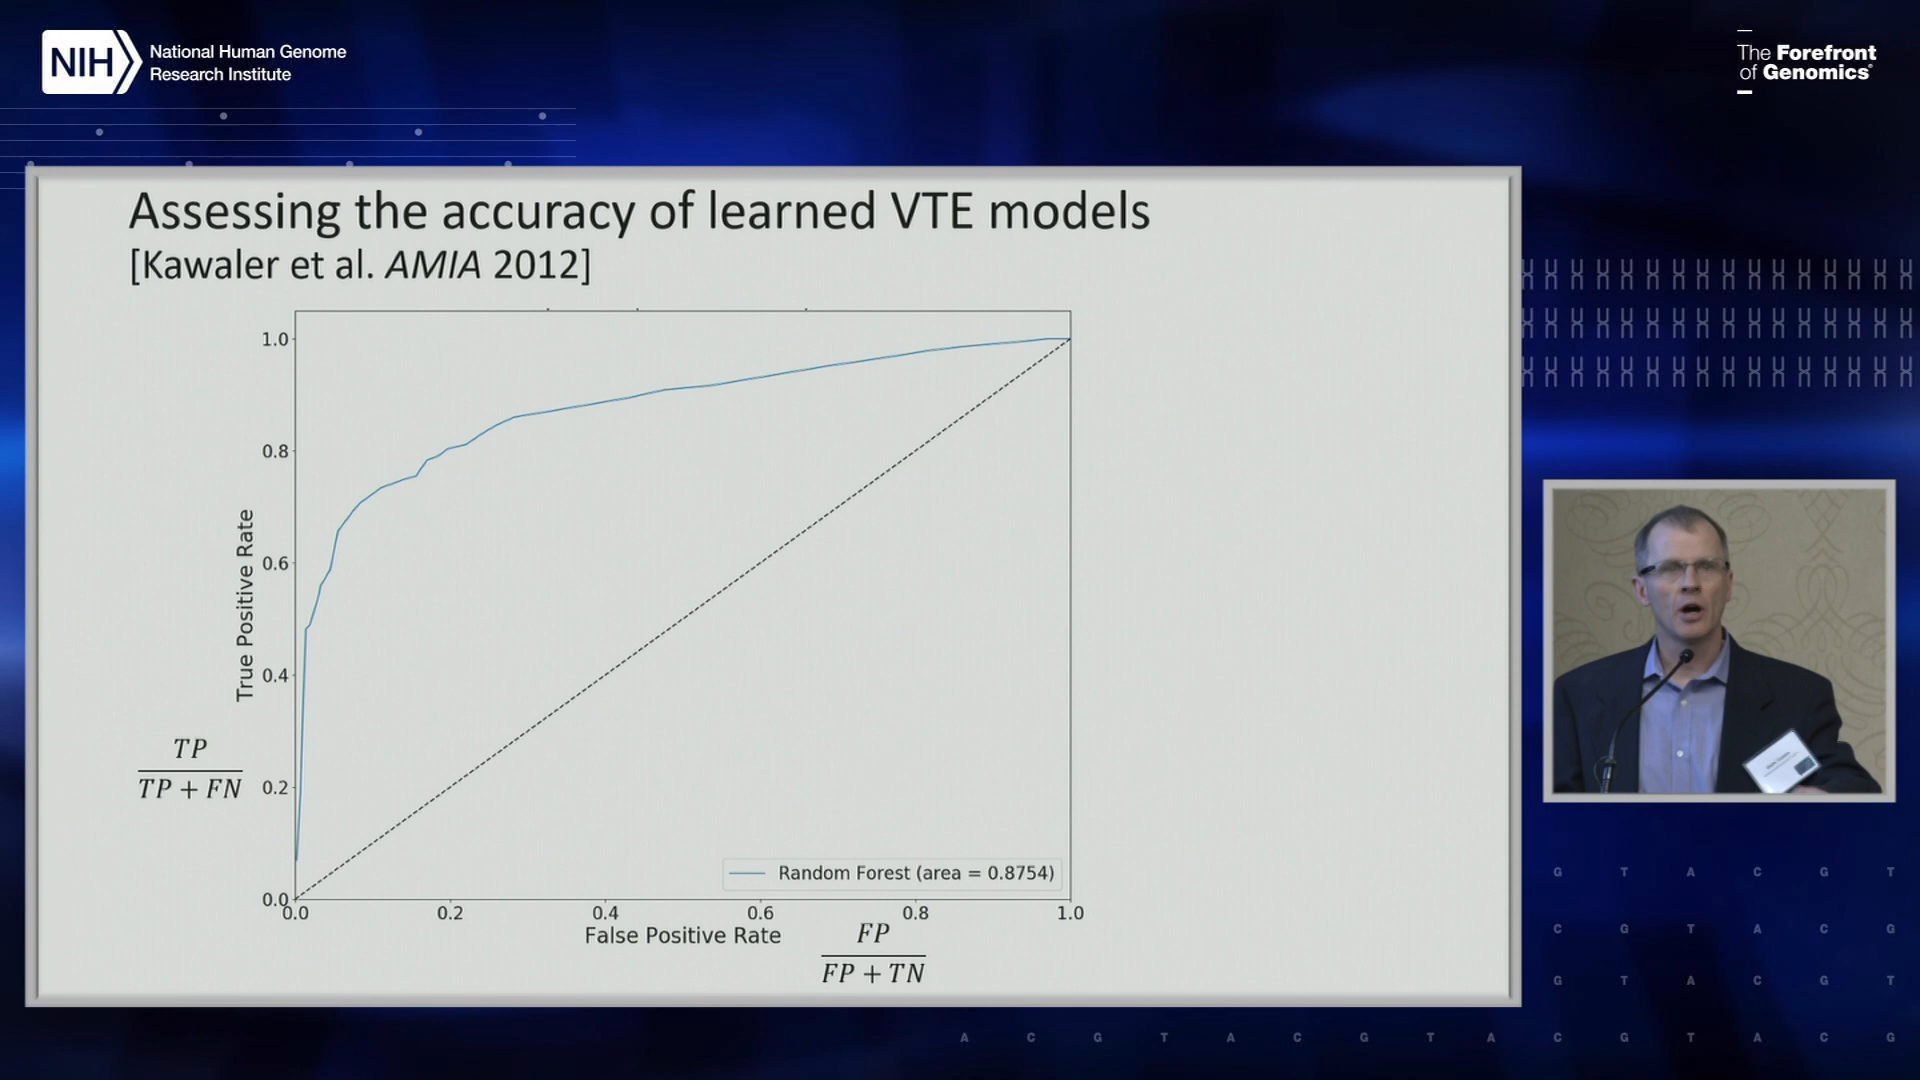 NIH
National Human Genome
Research Institute
The Forefront
of Genomics®
Assessing the accuracy of learned VTE models
[Kawaler et al. AMIA 2012]
1.0
0.8
0.6
0.4
0.2
0.0
True Positive Rate
TP
TP + FN
Random Forest (area = 0.8754)
0.0 0.2 0.4 0.6 0.8 1.0
False Positive Rate
FP
FP + TN
G T A C G T
C G T A C G
G T A C G T
A C G T A C G T A C G T A C G